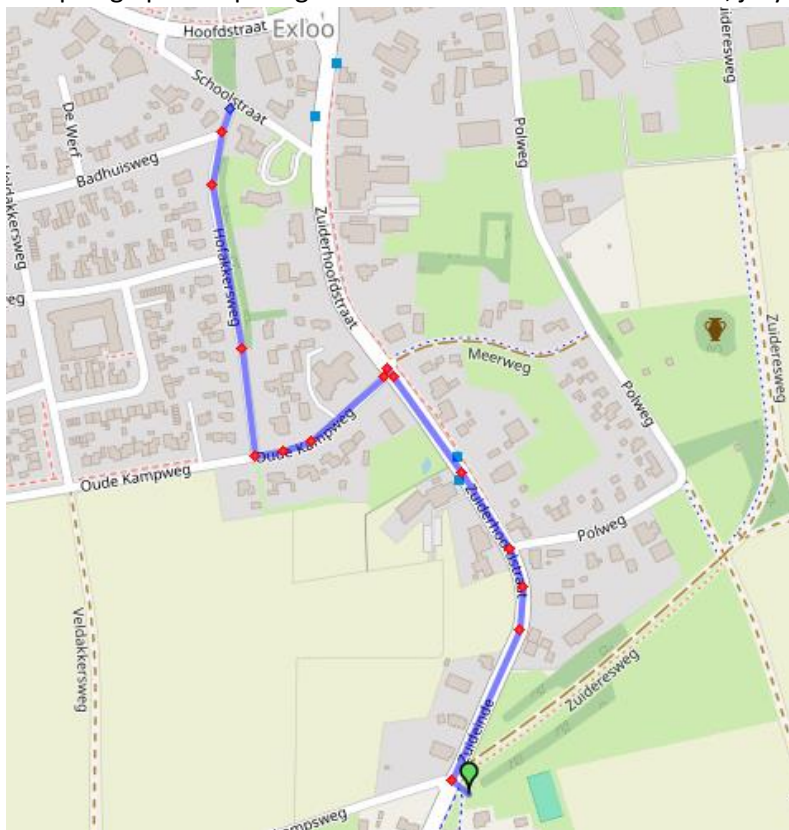 Hoofdstraat
Exloo
Zuideresweg
Schoolstraat
De Werf
Polweg
Badhuisweg
Zuiderhoofdstraat
Hofakkersweg
Meerweg
Zuideresweg
Polweg
Oude Kampweg
Oude Kampweg
Zuiderhoofdstraat
Polweg
Veldakkersweg
Zuideresweg
Zuideinde